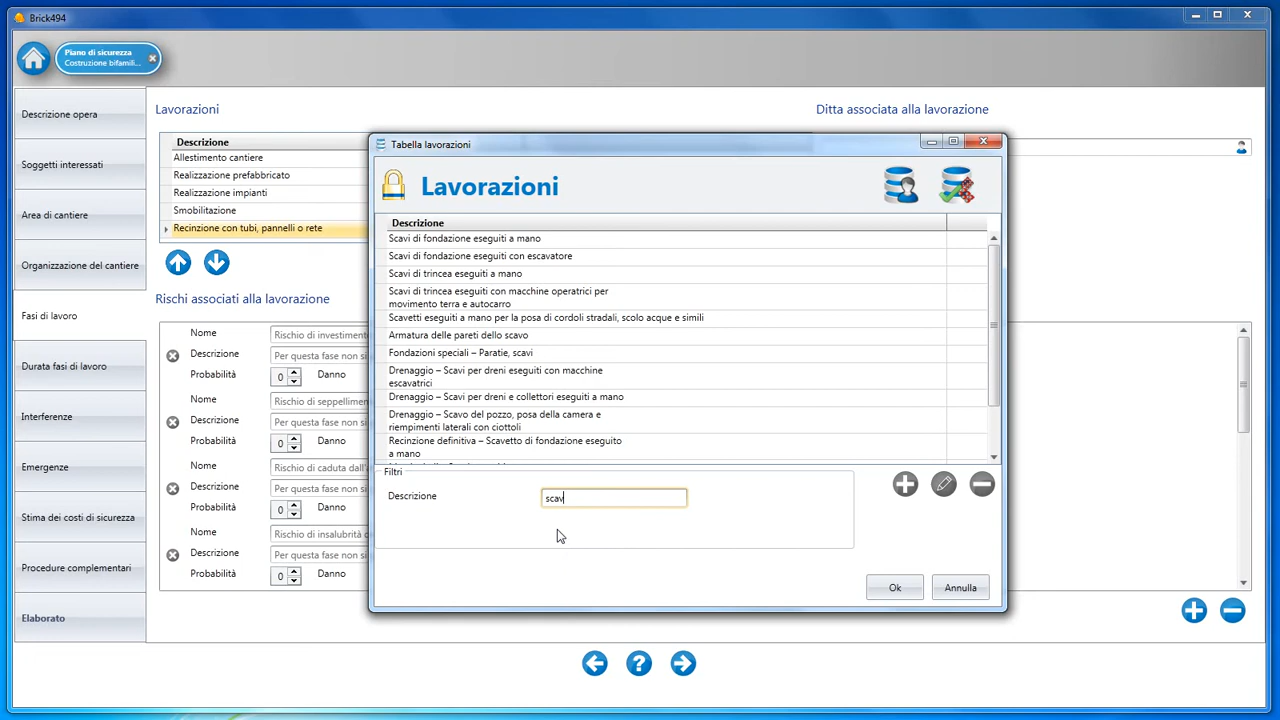 Brick494
Piano di sicurezza
Costruzione bifamili...
Descrizione opera
Soggetti interessati
Area di cantiere
Organizzazione del cantiere
Fasi di lavoro
Durata fasi di lavoro
Interferenze
Emergenze
Stima dei costi di sicurezza
Procedure complementari
Elaborato
Lavorazioni
Descrizione
Allestimento cantiere
Realizzazione prefabbricato
Realizzazione impianti
Smobilitazione
Recinzione con tubi, pannelli o rete
Ditta associata alla lavorazione
Rischi associati alla lavorazione
Nome
Rischio di investiment
Descrizione
Per questa fase non si
Probabilità
0
Danno
Nome
Rischio di seppellimen
Descrizione
Per questa fase non si
Probabilità
0
Danno
Nome
Rischio di caduta dall'
Descrizione
Per questa fase non si
Probabilità
0
Danno
Nome
Rischio di insalubrità
Descrizione
Per questa fase non si
Probabilità
0
Danno
Tabella lavorazioni
Lavorazioni
Descrizione
Scavi di fondazione eseguiti a mano
Scavi di fondazione eseguiti con escavatore
Scavi di trincea eseguiti a mano
Scavi di trincea eseguiti con macchine operatrici per
movimento terra e autocarro
Scavetti eseguiti a mano per la posa di cordoli stradali, scolo acque e simili
Armatura delle pareti dello scavo
Fondazioni speciali – Paratie, scavi
Drenaggio – Scavi per dreni eseguiti con macchine
escavatrici
Drenaggio – Scavi per dreni e collettori eseguiti a mano
Drenaggio – Scavo del pozzo, posa della camera e
riempimenti laterali con ciottoli
Recinzione definitiva – Scavetto di fondazione eseguito
a mano
Filtri
Descrizione
scav
Ok
Annulla